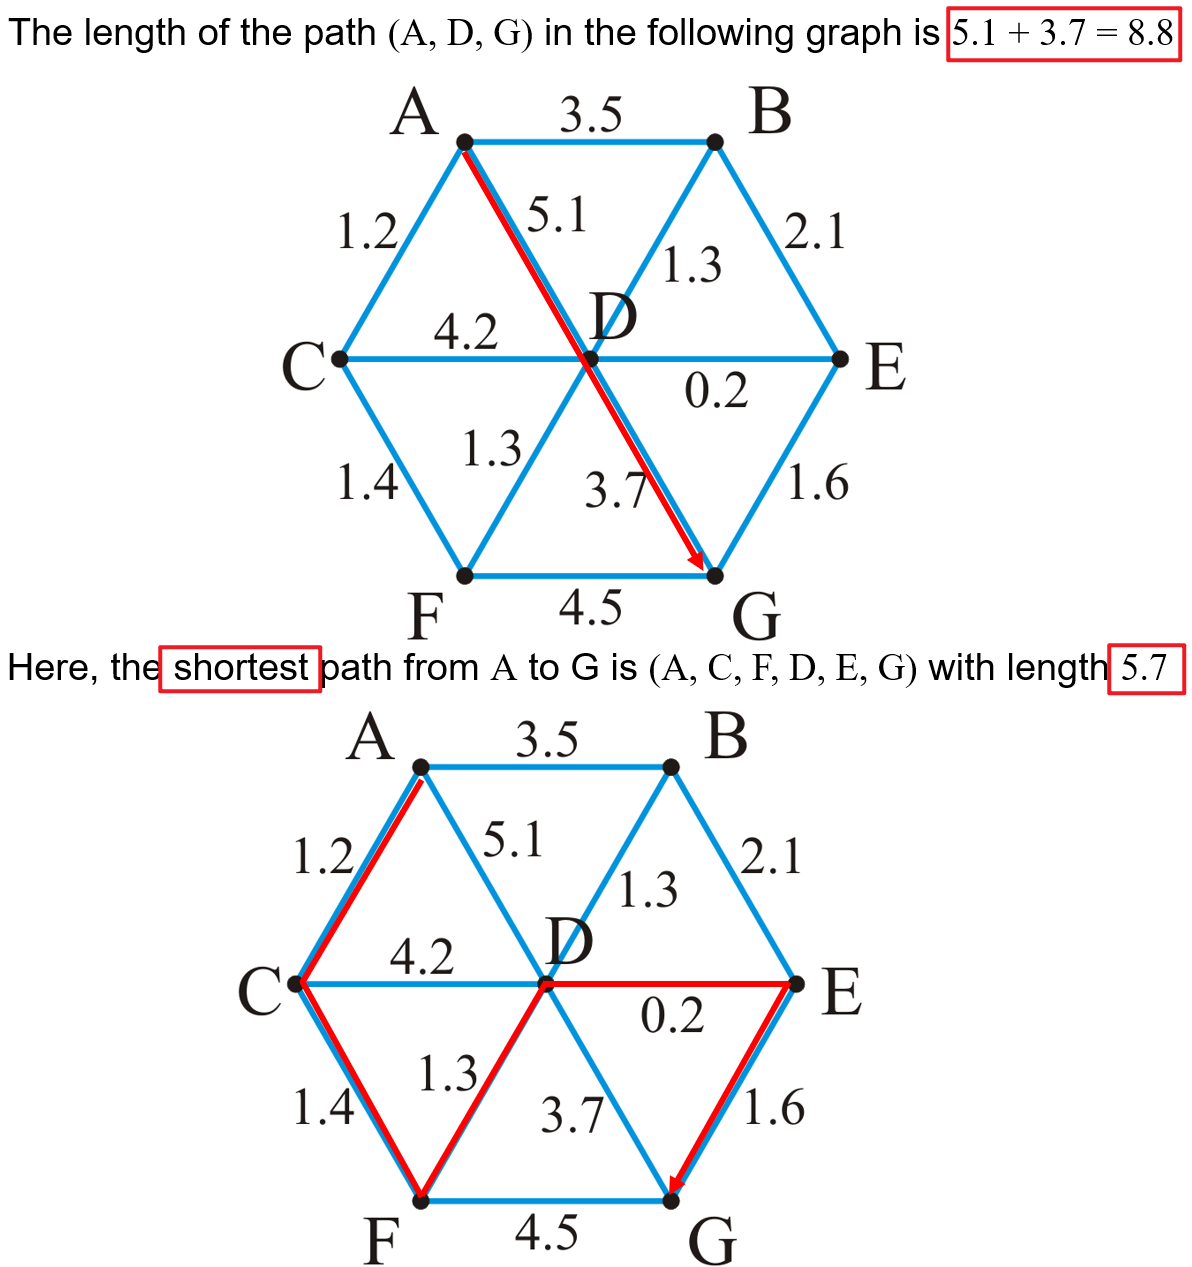 The length of the path (A, D, G) in the following graph is 5.1 + 3.7 = 8.8
A 3.5 B
1.2 5.1 2.1
1.3
D
4.2
C E
0.2
1.3
1.4 3.7 1.6
F 4.5 G
Here, the shortest path from A to G is (A, C, F, D, E, G) with length 5.7
A 3.5 B
1.2 5.1 2.1
1.3
D
4.2
C E
0.2
1.3
1.4 3.7 1.6
F 4.5 G